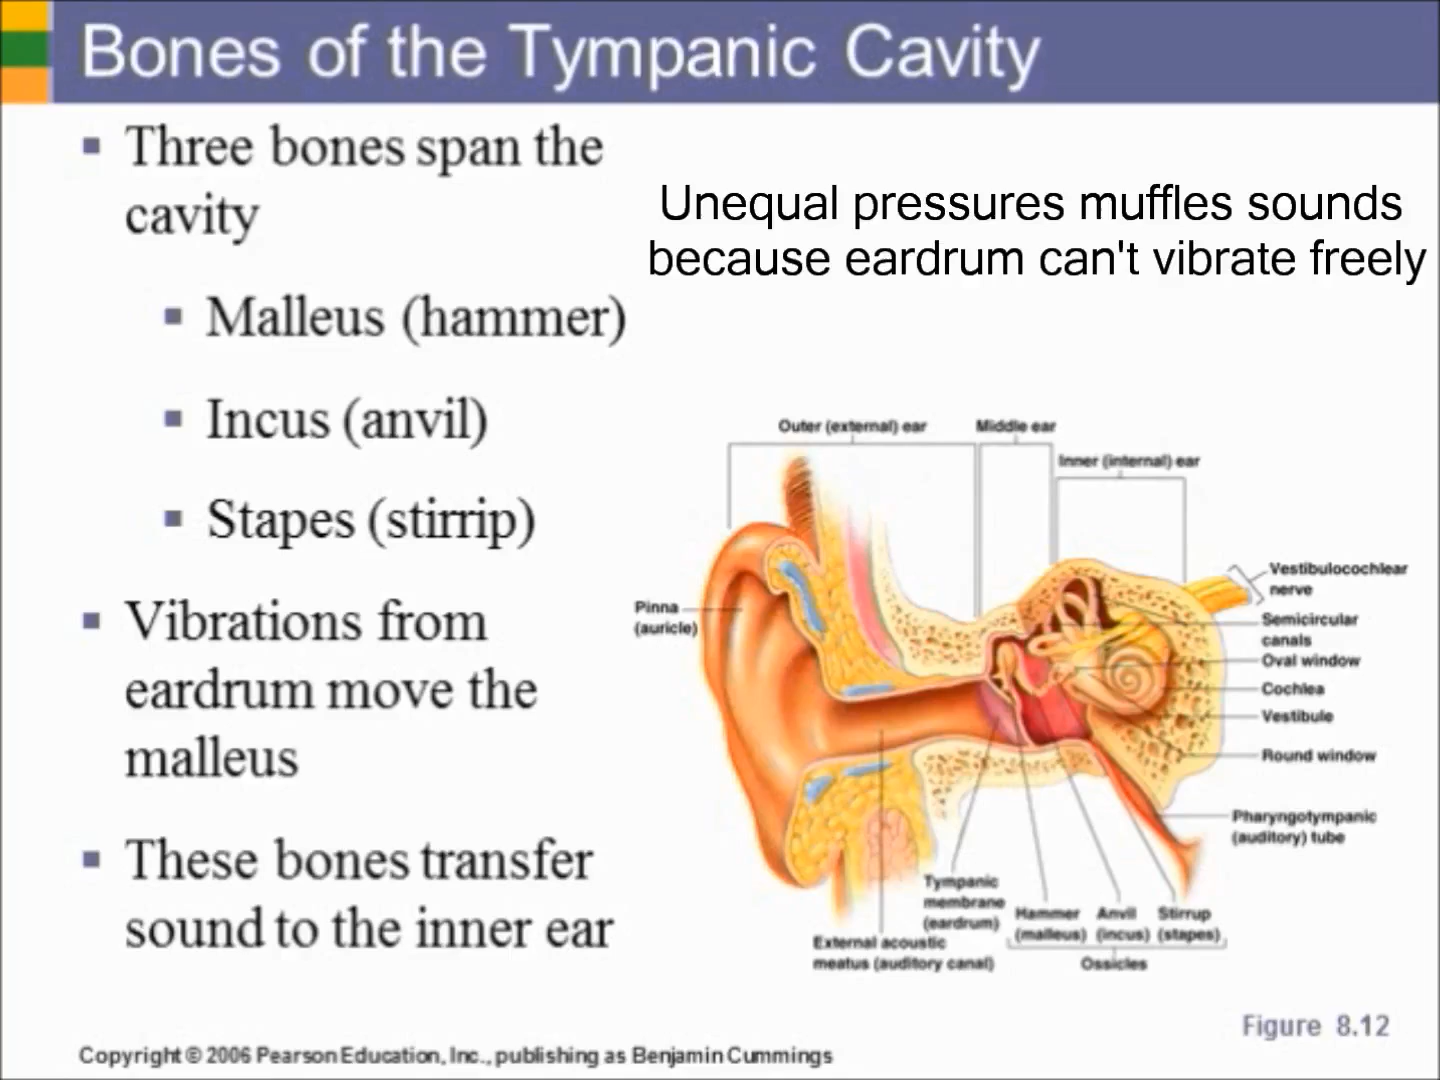 Bones of the Tympanic Cavity
Three bones span the
cavity
Malleus (hammer)
Incus (anvil)
Stapes (stirrip)
Vibrations from
eardrum move the
malleus
These bones transfer
sound to the inner ear
Unequal pressures muffles sounds
because eardrum can't vibrate freely
Outer (external) ear
Middle ear
Inner (internal) ear
Pinna
(auricle)
Vestibulocochlear
nerve
Semicircular
canals
Oval window
Cochlea
Vestibule
Round window
Pharyngotympanic
(auditory) tube
Tympanic
membrane
(eardrum)
Hammer
(malleus)
Anvil
(incus)
Stirrup
(stapes)
Ossicles
External acoustic
meatus (auditory canal)
Figure 8.12
Copyright © 2006 Pearson Education, Inc., publishing as Benjamin Cummings